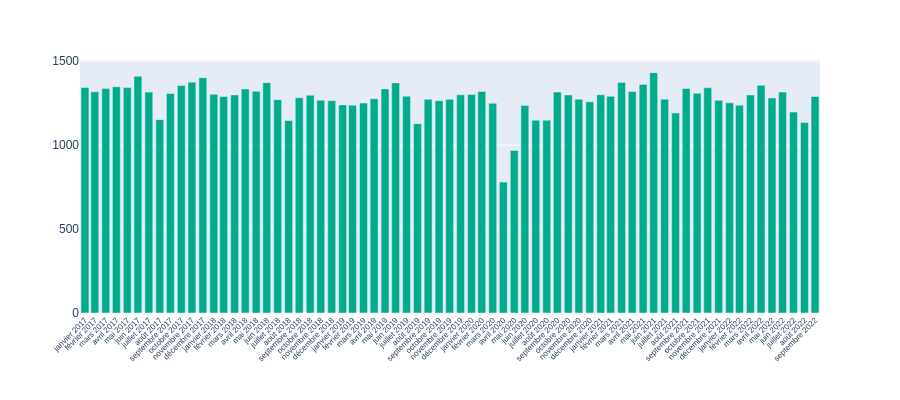 1500
1000
500
0
janvier 2017
février 2017
mars 2017
avril 2017
mai 2017
juin 2017
juillet 2017
août 2017
septembre 2017
octobre 2017
novembre 2017
décembre 2017
janvier 2018
février 2018
mars 2018
avril 2018
mai 2018
juin 2018
juillet 2018
août 2018
septembre 2018
octobre 2018
novembre 2018
décembre 2018
janvier 2019
février 2019
mars 2019
avril 2019
mai 2019
juin 2019
juillet 2019
août 2019
septembre 2019
octobre 2019
novembre 2019
décembre 2019
janvier 2020
février 2020
mars 2020
avril 2020
mai 2020
juin 2020
juillet 2020
août 2020
septembre 2020
octobre 2020
novembre 2020
décembre 2020
janvier 2021
février 2021
mars 2021
avril 2021
mai 2021
juin 2021
juillet 2021
août 2021
septembre 2021
octobre 2021
novembre 2021
décembre 2021
janvier 2022
février 2022
mars 2022
avril 2022
mai 2022
juin 2022
juillet 2022
août 2022
septembre 2022